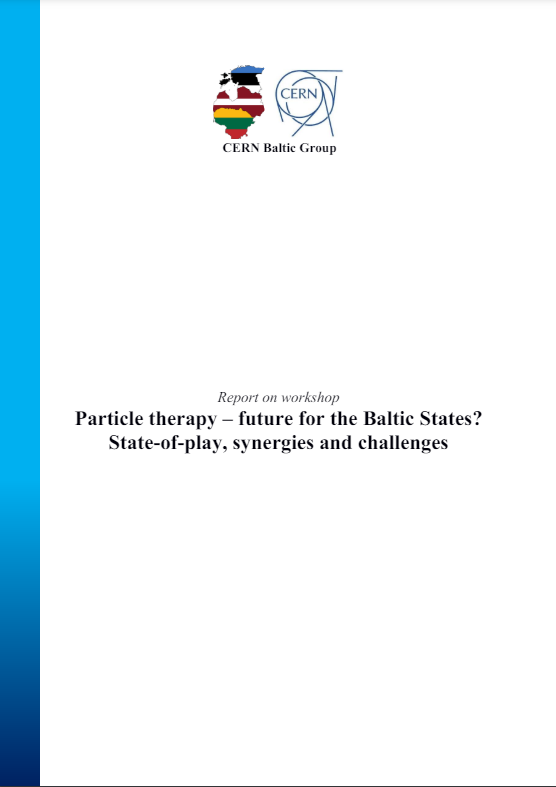 CERN
CERN Baltic Group
Report on workshop
Particle therapy – future for the Baltic States?
State-of-play, synergies and challenges